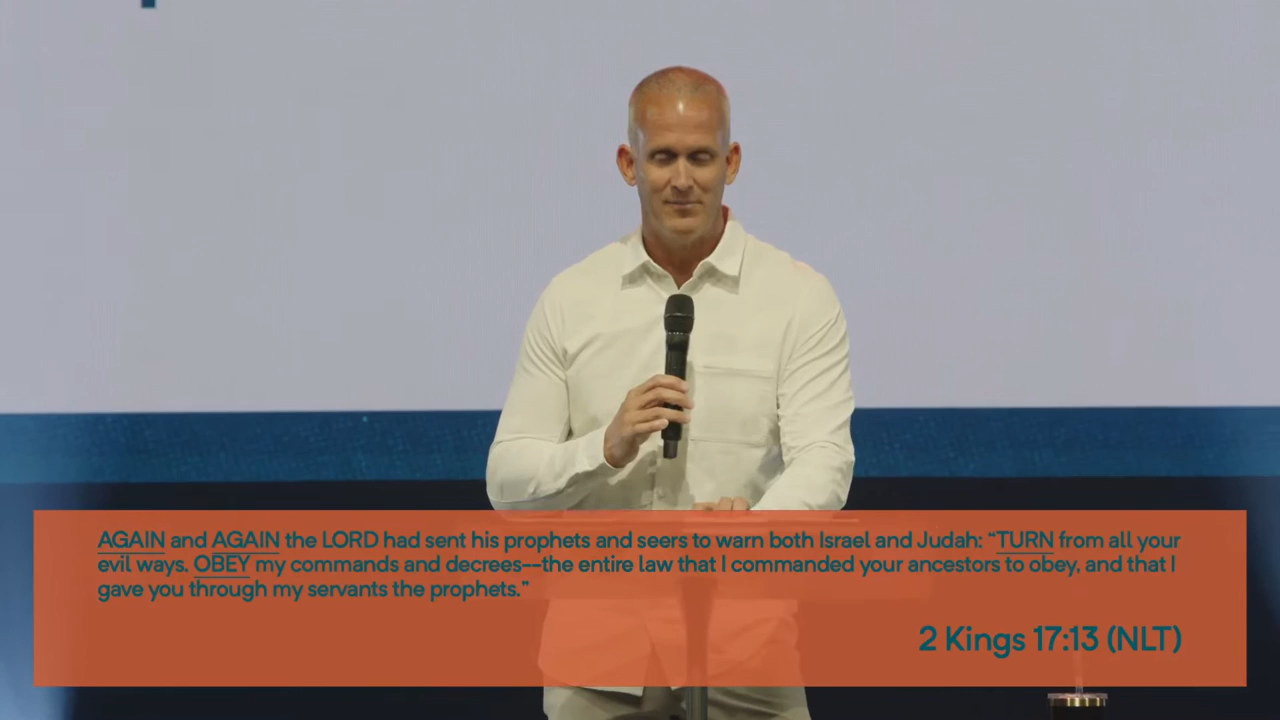 AGAIN and AGAIN the LORD had sent his prophets and seers to warn both Israel and Judah: “TURN from all your
evil ways. OBEY my commands and decrees--the entire law that I commanded your ancestors to obey, and that I
gave you through my servants the prophets.”
2 Kings 17:13 (NLT)